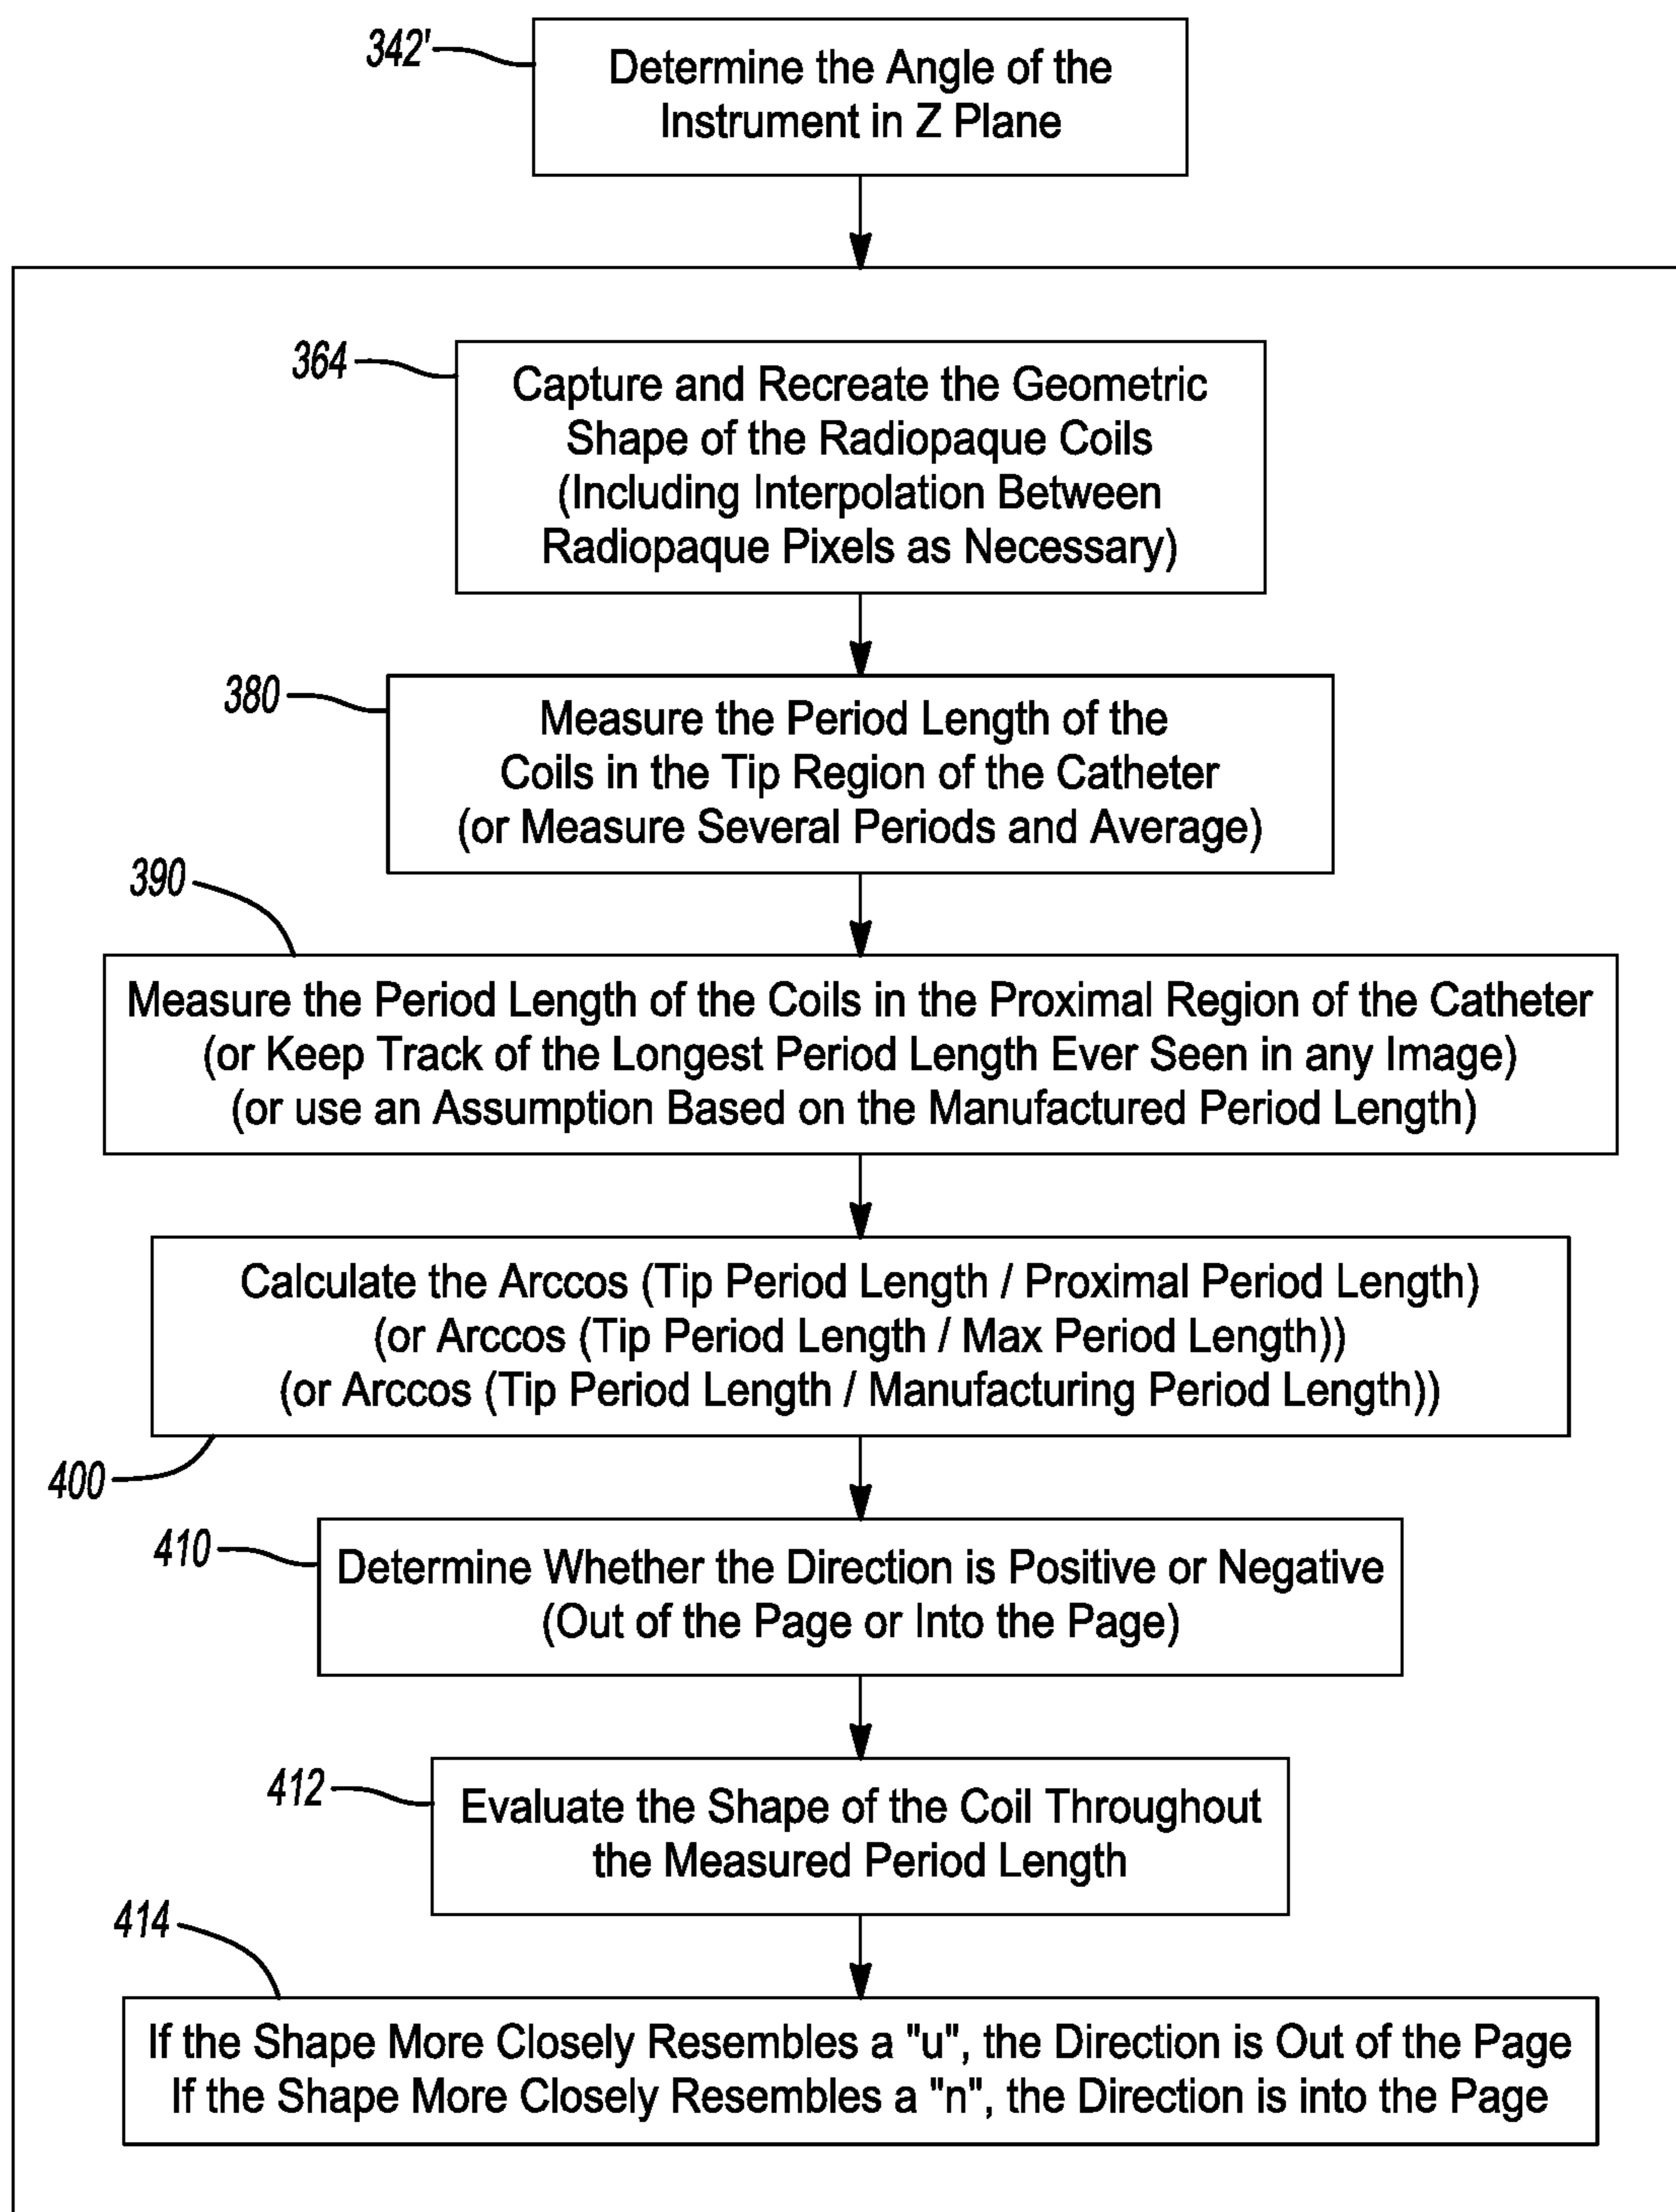 342'
Determine the Angle of the
Instrument in Z Plane
364
Capture and Recreate the Geometric
Shape of the Radiopaque Coils
(Including Interpolation Between
Radiopaque Pixels as Necessary)
380
Measure the Period Length of the
Coils in the Tip Region of the Catheter
(or Measure Several Periods and Average)
390
Measure the Period Length of the Coils in the Proximal Region of the Catheter
(or Keep Track of the Longest Period Length Ever Seen in any Image)
(or use an Assumption Based on the Manufactured Period Length)
Calculate the Arccos (Tip Period Length / Proximal Period Length)
(or Arccos (Tip Period Length / Max Period Length))
(or Arccos (Tip Period Length / Manufacturing Period Length))
400
410
Determine Whether the Direction is Positive or Negative
(Out of the Page or Into the Page)
412
Evaluate the Shape of the Coil Throughout
the Measured Period Length
414
If the Shape More Closely Resembles a "u", the Direction is Out of the Page
If the Shape More Closely Resembles a "n", the Direction is into the Page